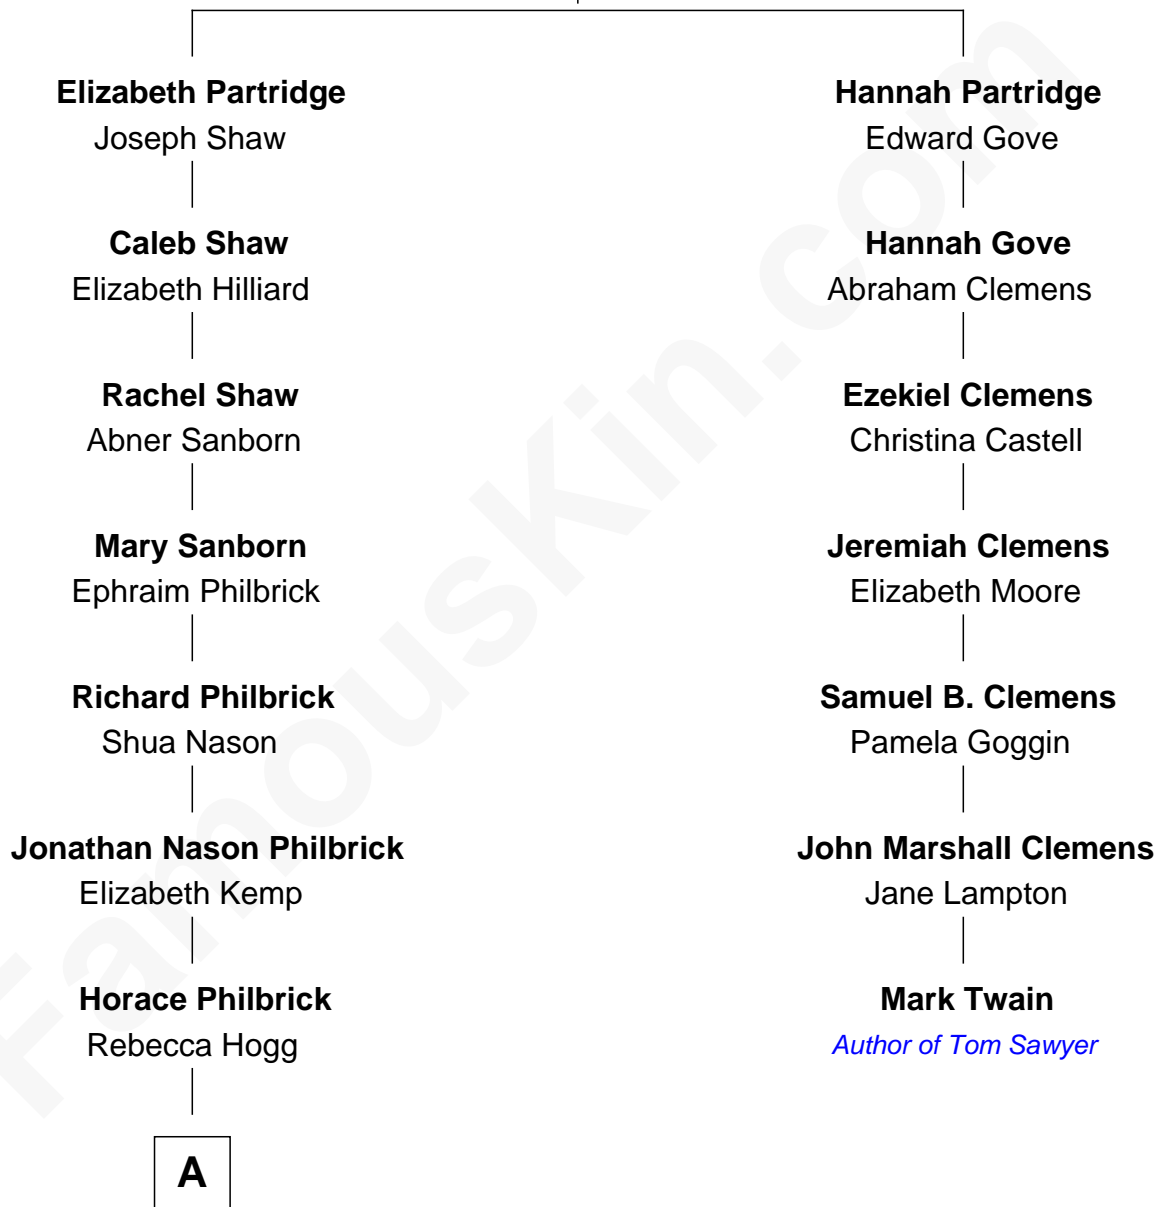 Elizabeth Partridge
Joseph Shaw
Caleb Shaw
Elizabeth Hilliard
Rachel Shaw
Abner Sanborn
Mary Sanborn
Ephraim Philbrick
Richard Philbrick
Shua Nason
Jonathan Nason Philbrick
Elizabeth Kemp
Horace Philbrick
Rebecca Hogg
A
Hannah Partridge
Edward Gove
Hannah Gove
Abraham Clemens
Ezekiel Clemens
Christina Castell
Jeremiah Clemens
Elizabeth Moore
Samuel B. Clemens
Pamela Goggin
John Marshall Clemens
Jane Lampton
Mark Twain
Author of Tom Sawyer
FamousKin.com